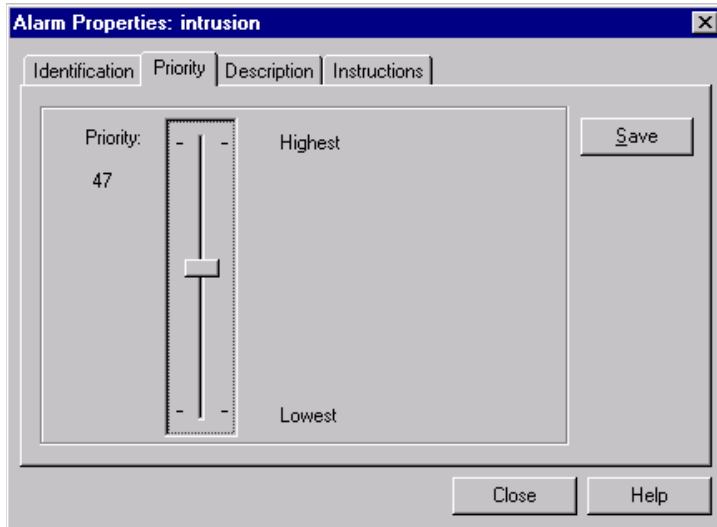 Alarm Properties: intrusion
Identification Priority Description Instructions
Priority: Highest Save
47
Lowest
Close Help